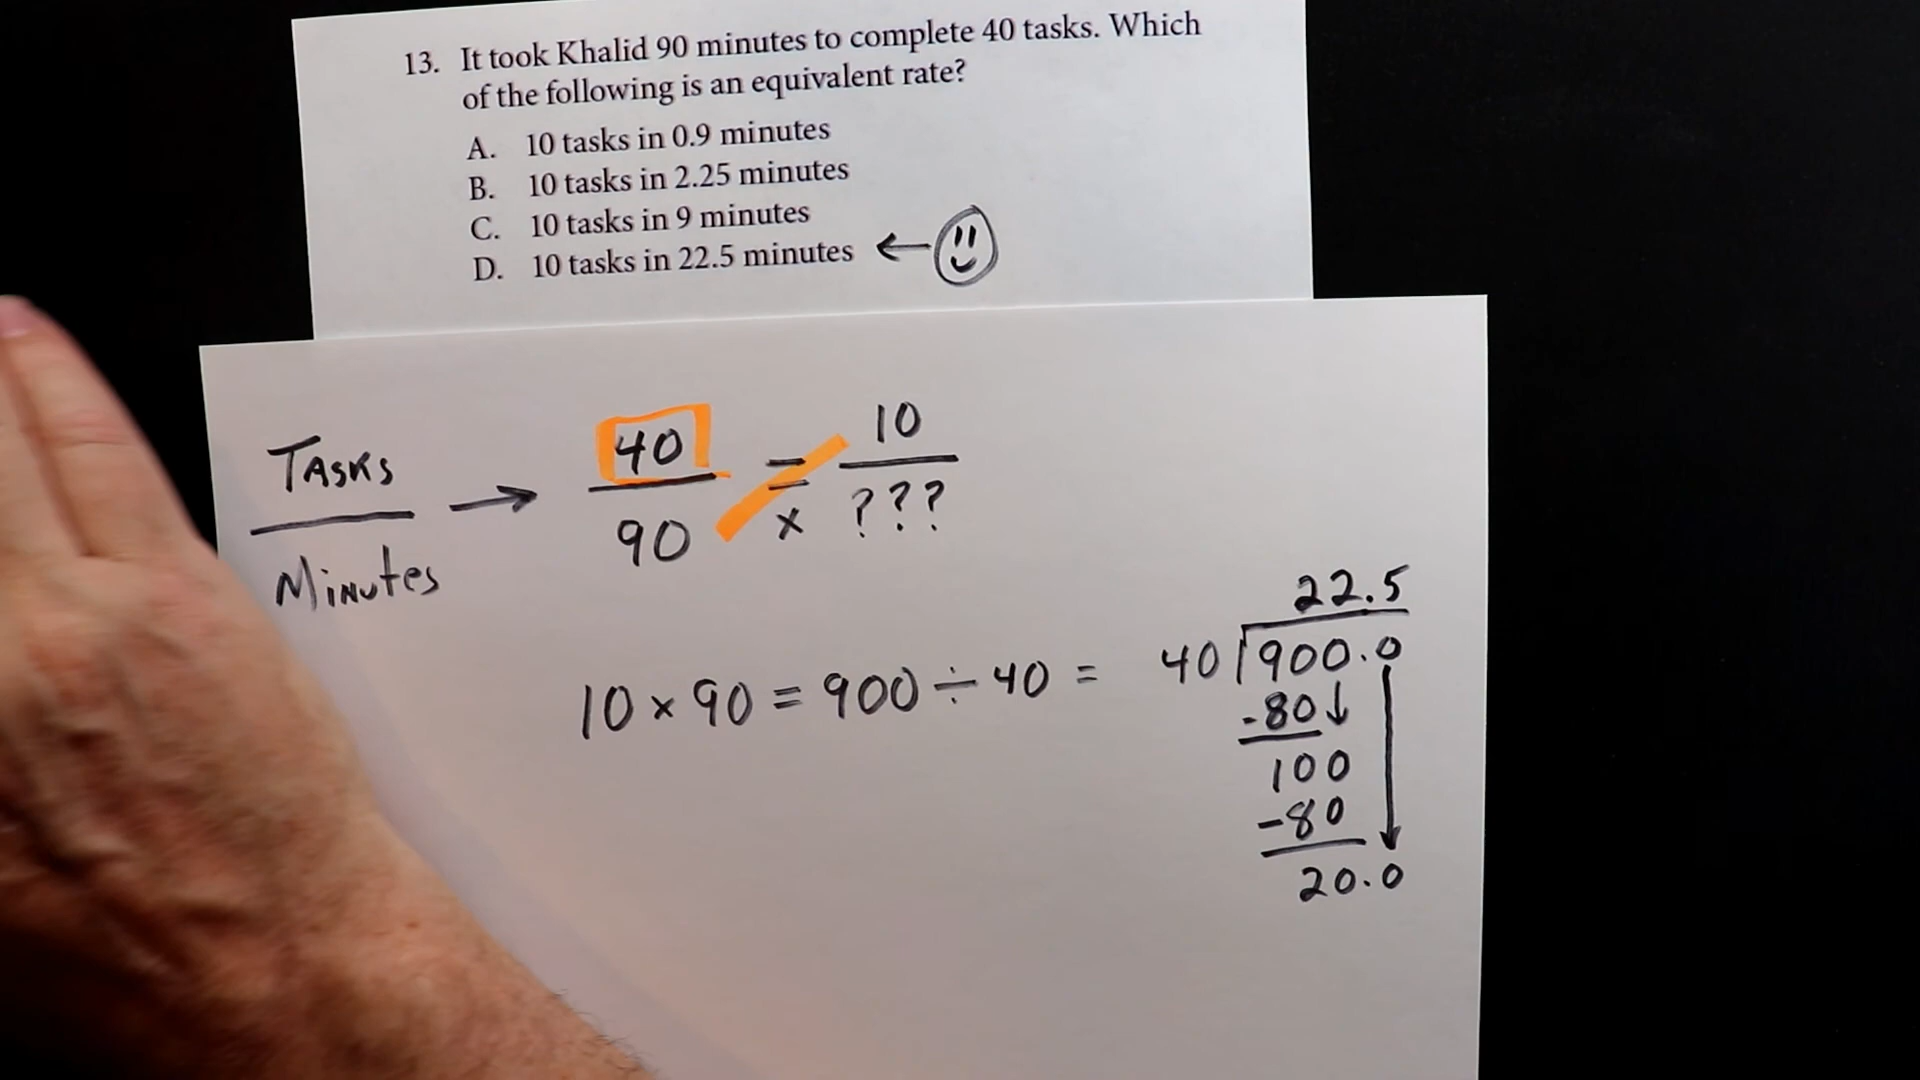 13. It took Khalid 90 minutes to complete 40 tasks. Which
of the following is an equivalent rate?
A. 10 tasks in 0.9 minutes
B. 10 tasks in 2.25 minutes
C. 10 tasks in 9 minutes
D. 10 tasks in 22.5 minutes ←
TASKS → 40 = 10
Minutes 90 x ???
22.5
10 × 90 = 900 ÷ 40 = 40 900.0
-80↓
100
-80
20.0